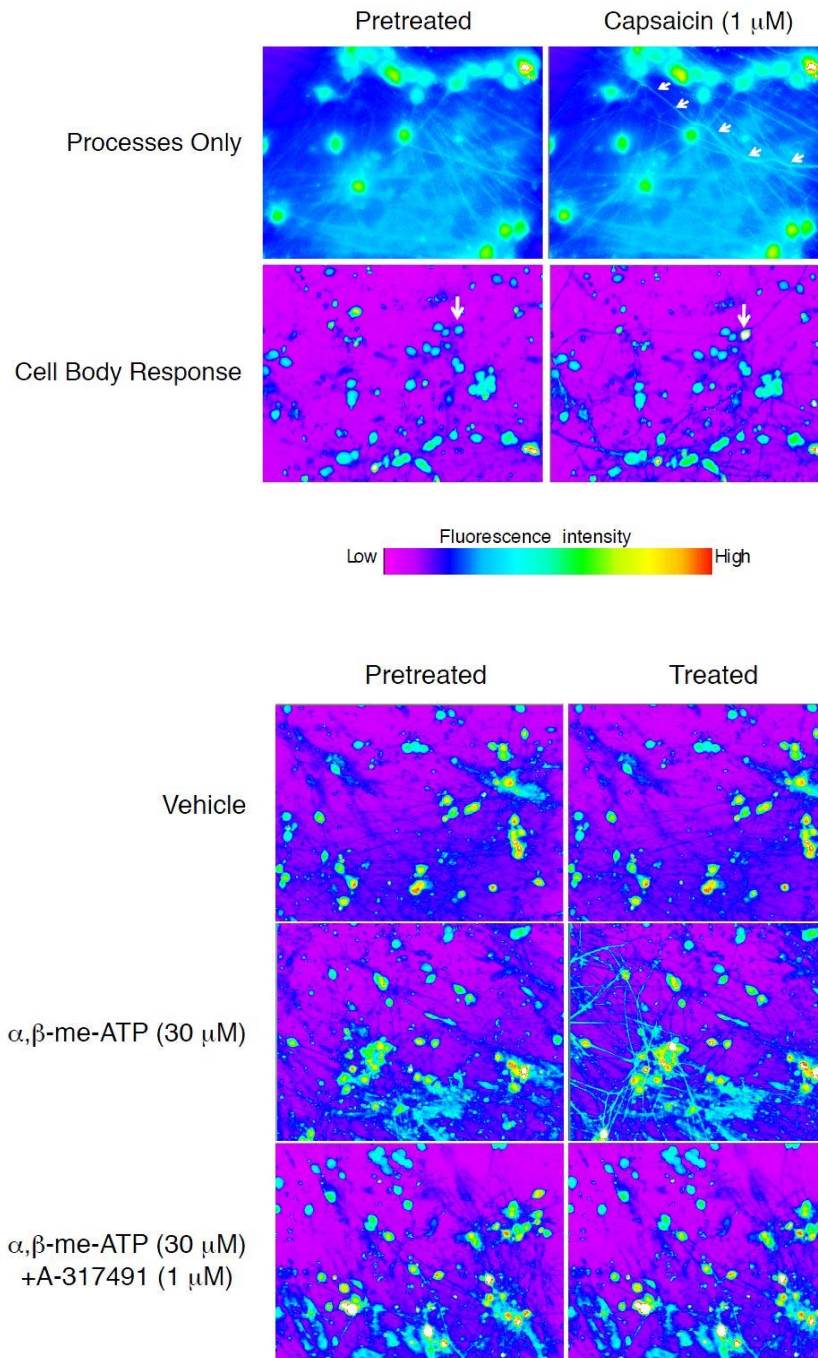 Pretreated Capsaicin (1 μM)
Processes Only
Cell Body Response
Fluorescence intensity
Low High
Pretreated Treated
Vehicle
α,β-me-ATP (30 μM)
α,β-me-ATP (30 μM)
+A-317491 (1 μM)